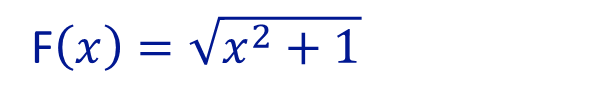 F(x) = √x² + 1